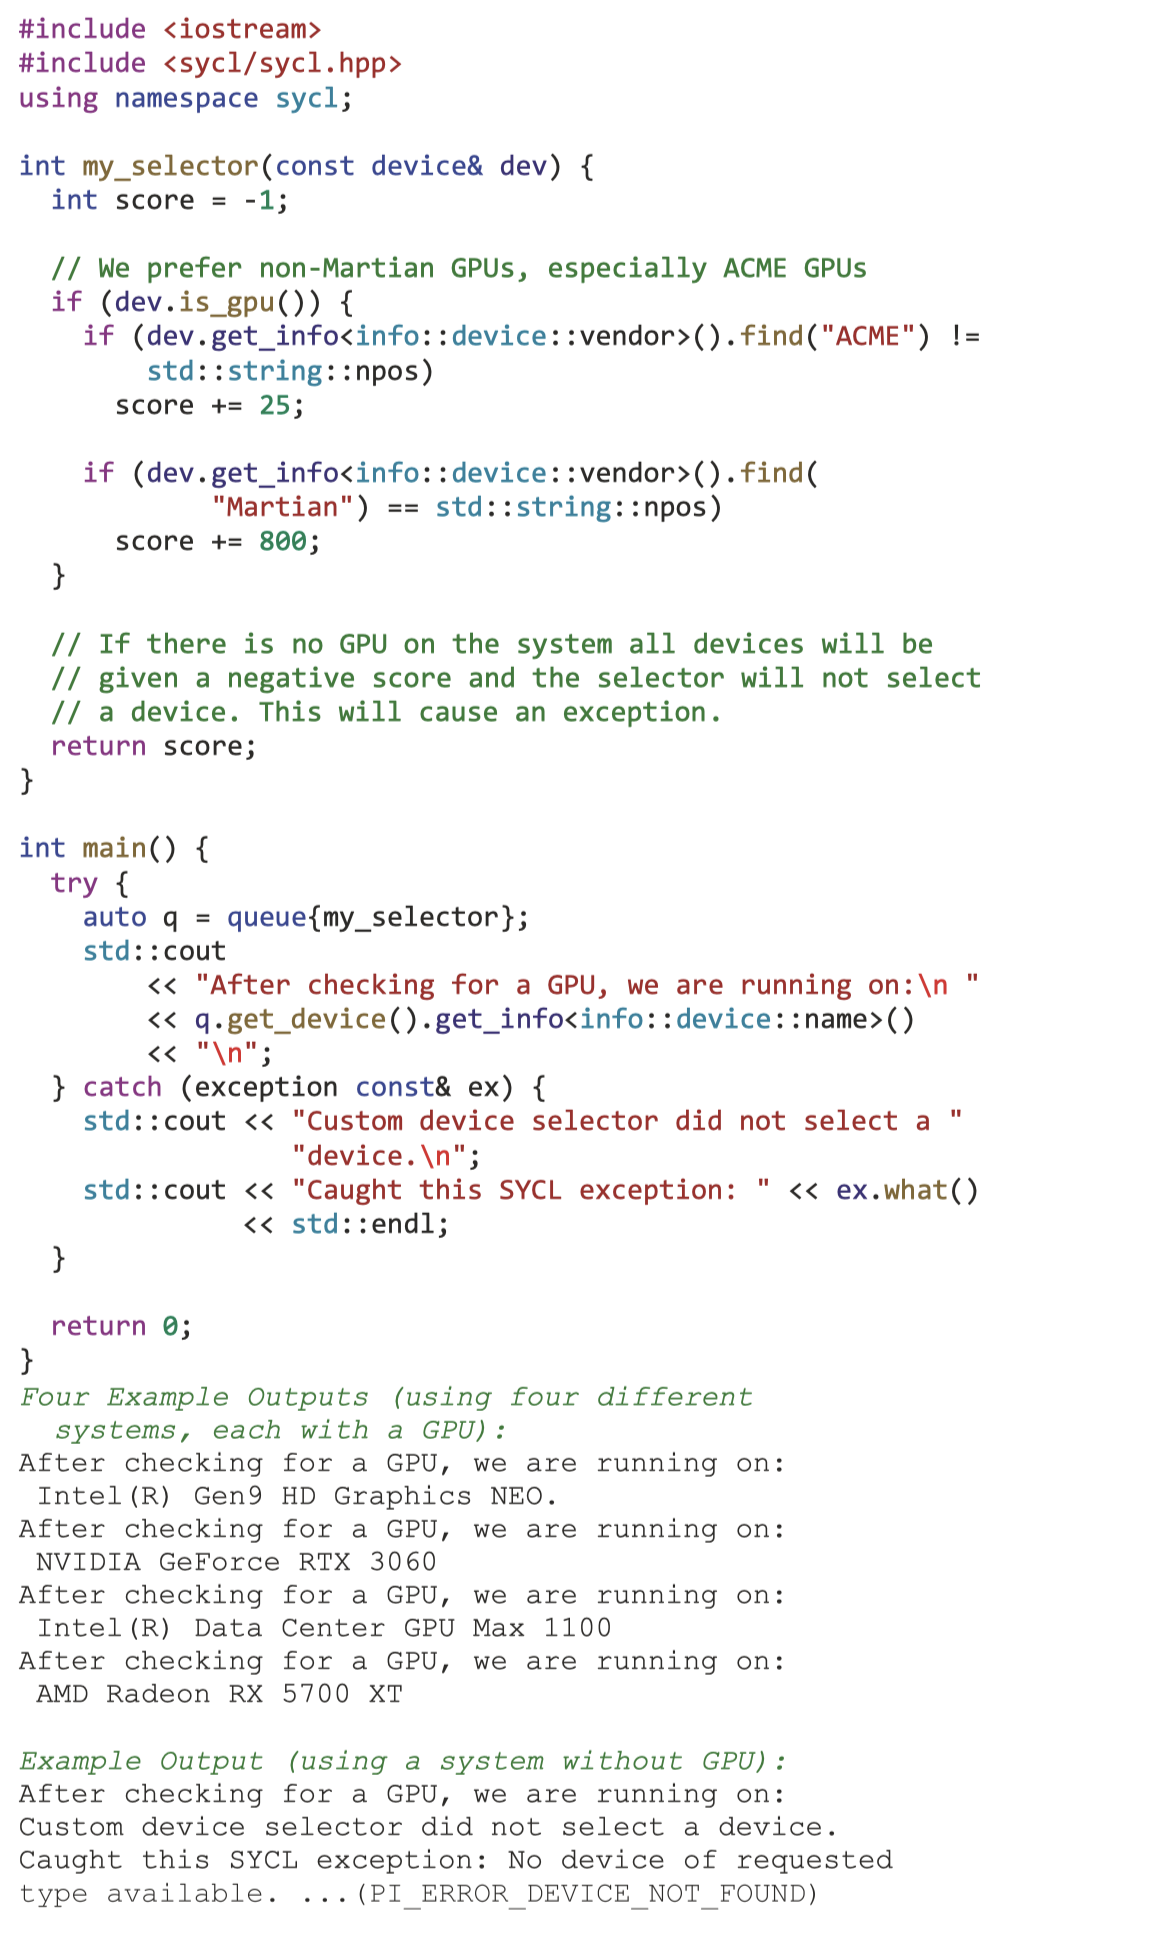 #include <iostream>
#include <sycl/sycl.hpp>
using namespace sycl;

int my_selector(const device& dev) {
  int score = -1;

  // We prefer non-Martian GPUs, especially ACME GPUs
  if (dev.is_gpu()) {
    if (dev.get_info<info::device::vendor>().find("ACME") !=
        std::string::npos)
      score += 25;

    if (dev.get_info<info::device::vendor>().find(
            "Martian") == std::string::npos)
      score += 800;
  }

  // If there is no GPU on the system all devices will be
  // given a negative score and the selector will not select
  // a device. This will cause an exception.
  return score;
}

int main() {
  try {
    auto q = queue{my_selector};
    std::cout
        << "After checking for a GPU, we are running on:\n "
        << q.get_device().get_info<info::device::name>()
        << "\n";
  } catch (exception const& ex) {
    std::cout << "Custom device selector did not select a "
                 "device.\n";
    std::cout << "Caught this SYCL exception: " << ex.what()
              << std::endl;
  }

  return 0;
}
Four Example Outputs (using four different
  systems, each with a GPU):
After checking for a GPU, we are running on:
 Intel(R) Gen9 HD Graphics NEO.
After checking for a GPU, we are running on:
 NVIDIA GeForce RTX 3060
After checking for a GPU, we are running on:
 Intel(R) Data Center GPU Max 1100
After checking for a GPU, we are running on:
 AMD Radeon RX 5700 XT

Example Output (using a system without GPU):
After checking for a GPU, we are running on:
Custom device selector did not select a device.
Caught this SYCL exception: No device of requested
type available. ...(PI_ERROR_DEVICE_NOT_FOUND)